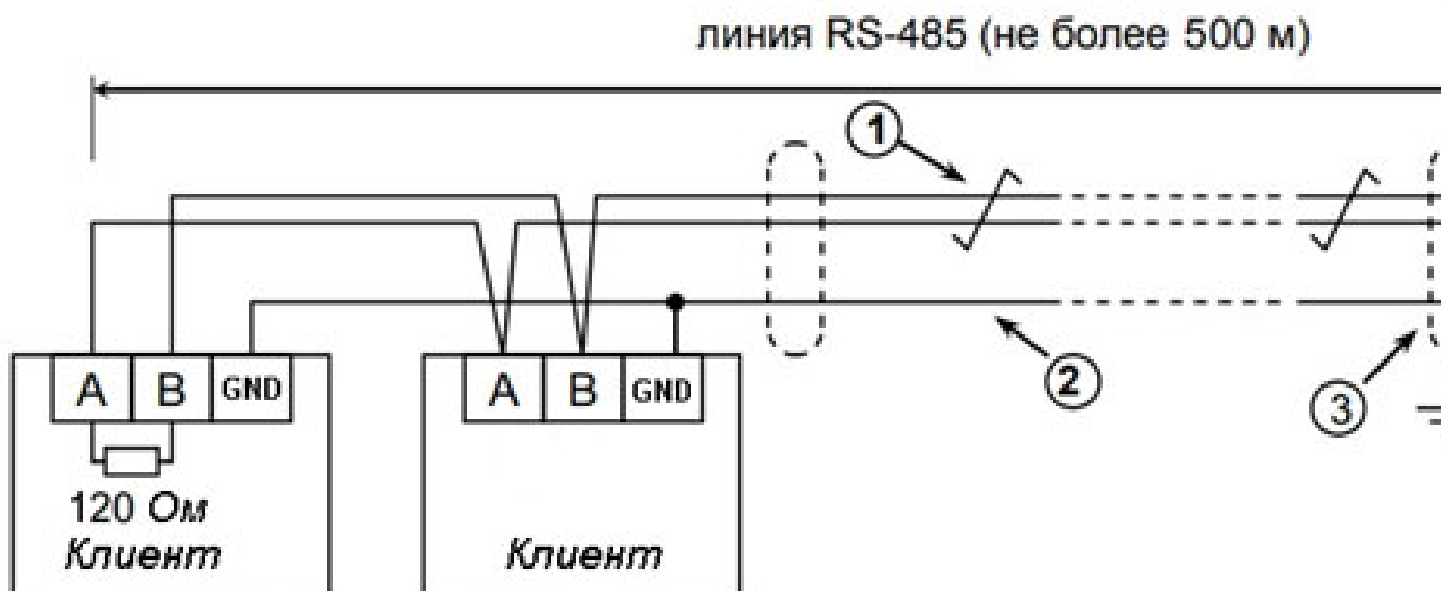 линия RS-485 (не более 500 м)
1
2
3
A B GND
A B GND
120 Ом
Клиент
Клиент